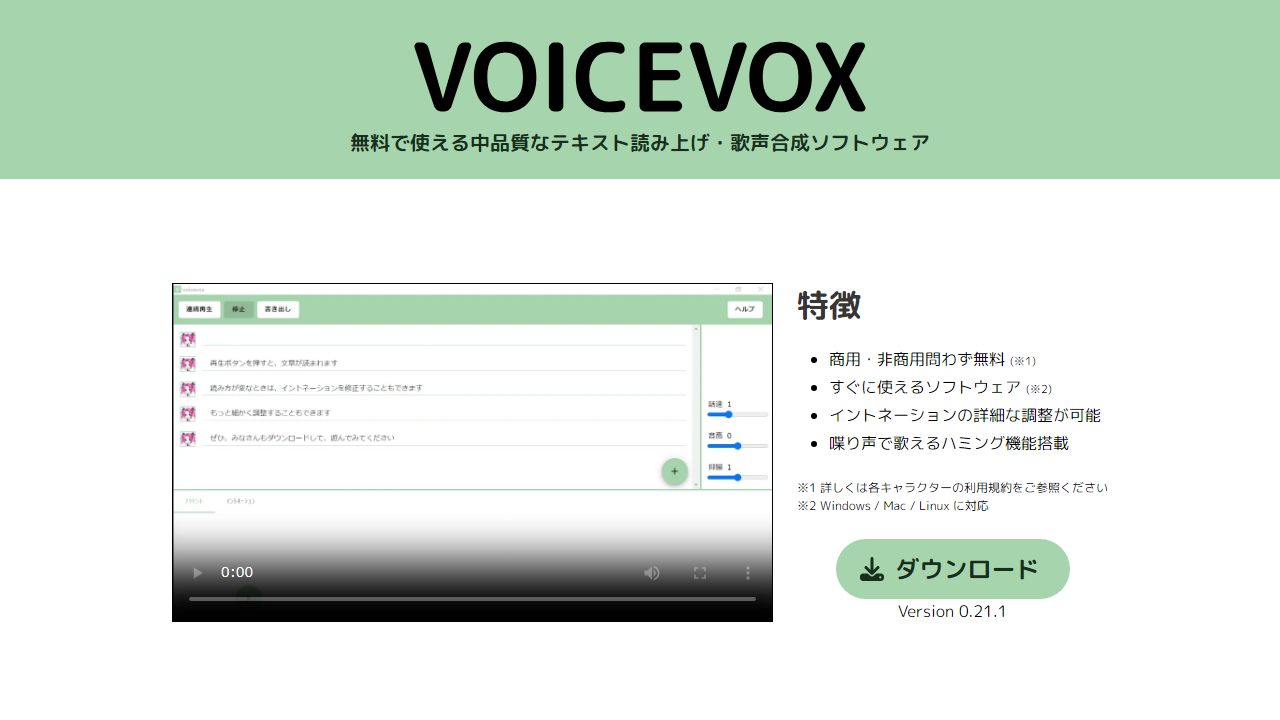 VOICEVOX
無料で使える中品質なテキスト読み上げ・歌声合成ソフトウェア
連続再生 停止 書き出し ヘルプ
再生ボタンを押すと、文章が読まれます
読み方が変なときは、イントネーションを修正することもできます
もっと細かく調整することもできます
ぜひ、みなさんもダウンロードして、遊んでみてください
話速 1
音高 0
抑揚 1
アクセント イントネーション
0:00
特徴
商用・非商用問わず無料 (※1)
すぐに使えるソフトウェア (※2)
イントネーションの詳細な調整が可能
喋り声で歌えるハミング機能搭載
※1 詳しくは各キャラクターの利用規約をご参照ください
※2 Windows / Mac / Linux に対応
ダウンロード
Version 0.21.1